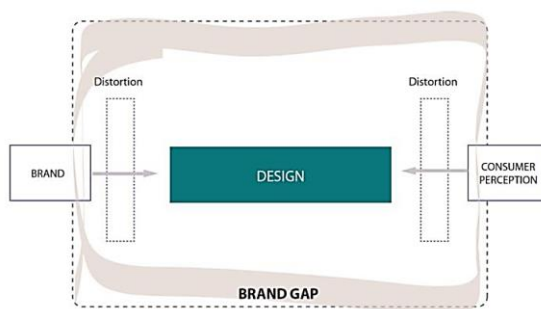 Distortion
Distortion
BRAND
DESIGN
CONSUMER
PERCEPTION
BRAND GAP